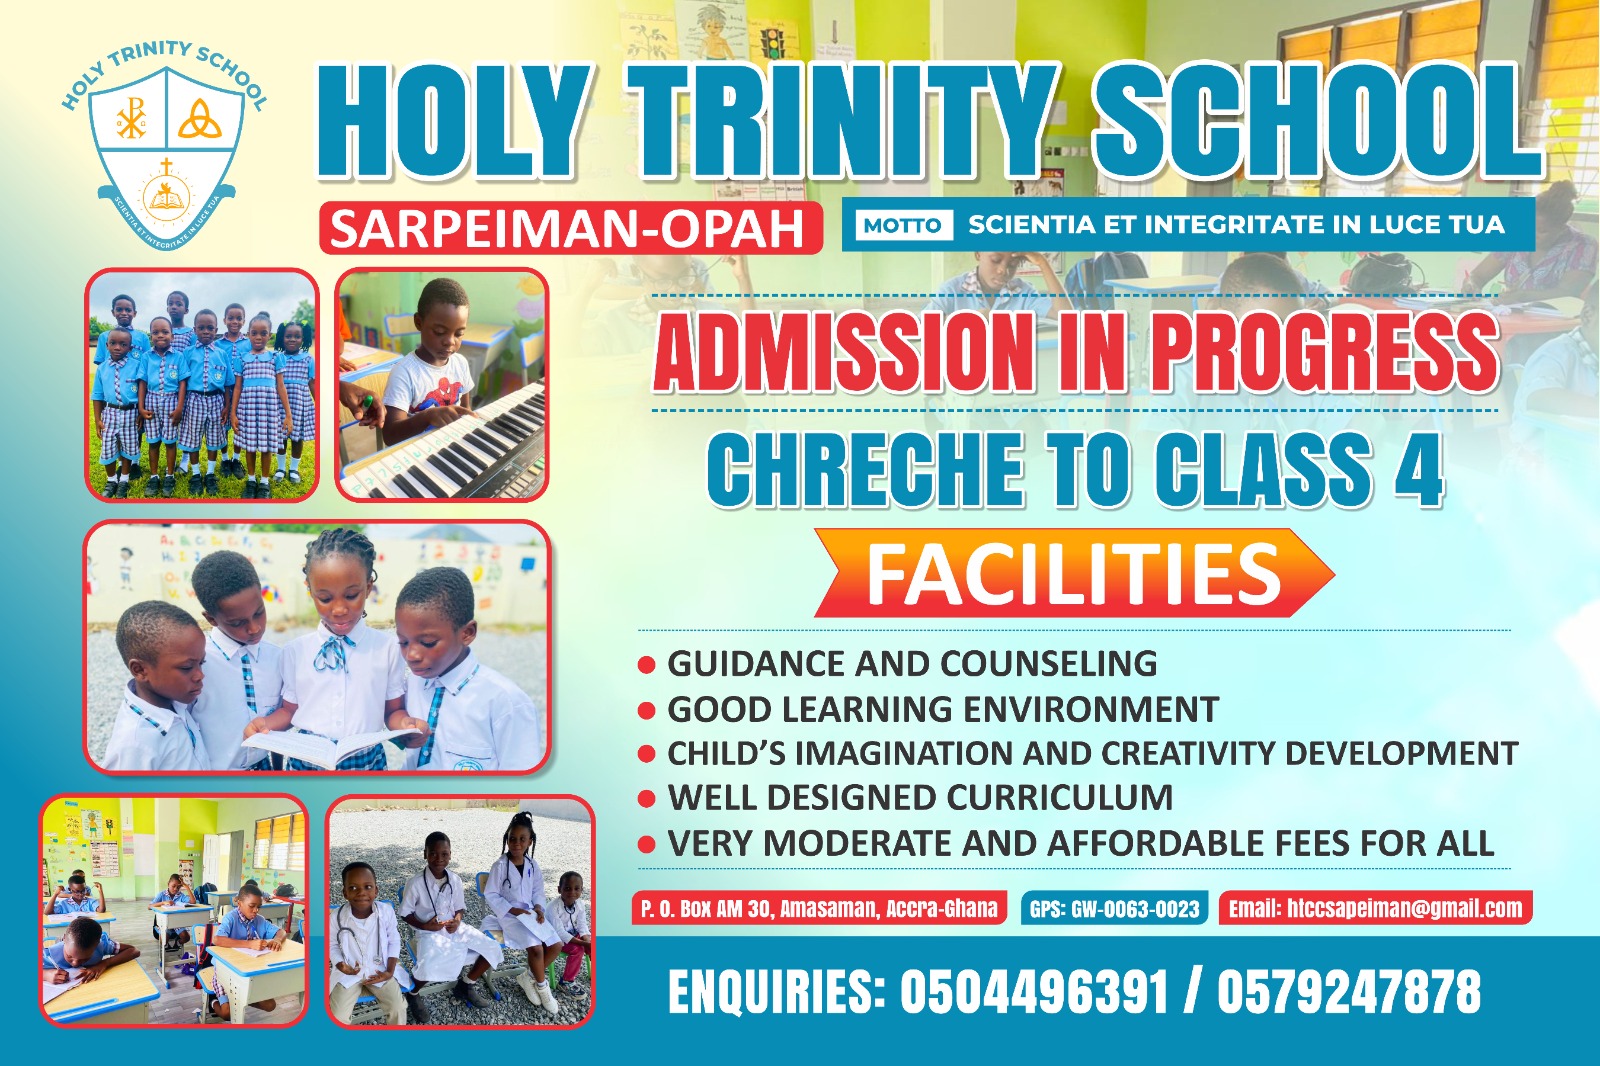 HOLY TRINITY SCHOOL
SCIENTIA ET INTEGRITATE IN LUCE TUA
HOLY TRINITY SCHOOL
SARPEIMAN-OPAH
MOTTO SCIENTIA ET INTEGRITATE IN LUCE TUA
ADMISSION IN PROGRESS
CHRECHE TO CLASS 4
FACILITIES
GUIDANCE AND COUNSELING
GOOD LEARNING ENVIRONMENT
CHILD'S IMAGINATION AND CREATIVITY DEVELOPMENT
WELL DESIGNED CURRICULUM
VERY MODERATE AND AFFORDABLE FEES FOR ALL
P. O. Box AM 30, Amasaman, Accra-Ghana
GPS: GW-0063-0023
Email: htccsapeiman@gmail.com
ENQUIRIES: 0504496391 / 0579247878